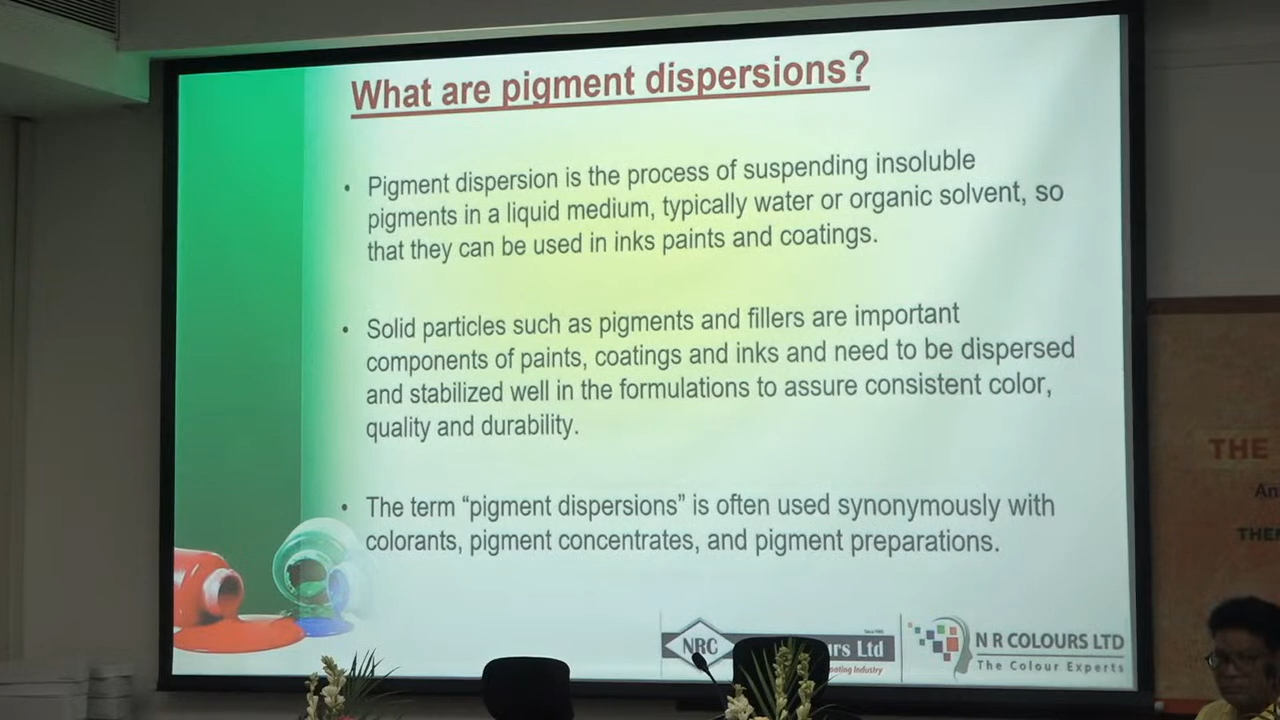 What are pigment dispersions?
• Pigment dispersion is the process of suspending insoluble
pigments in a liquid medium, typically water or organic solvent, so
that they can be used in inks paints and coatings.
• Solid particles such as pigments and fillers are important
components of paints, coatings and inks and need to be dispersed
and stabilized well in the formulations to assure consistent color,
quality and durability.
• The term “pigment dispersions” is often used synonymously with
colorants, pigment concentrates, and pigment preparations.
NRC
Ltd
Industry
N R COLOURS LTD
The Colour Experts
THE